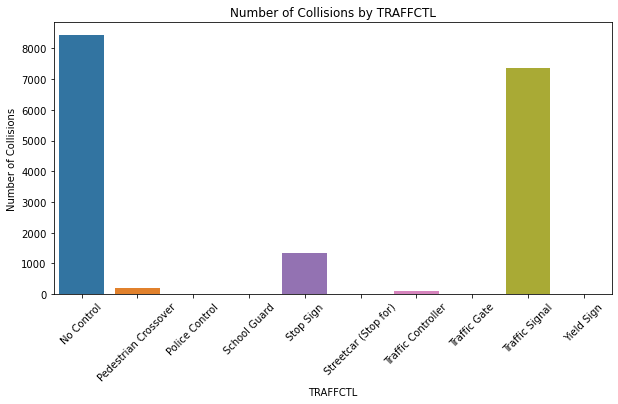 Number of Collisions by TRAFFCTL
Number of Collisions
8000
7000
6000
5000
4000
3000
2000
1000
0
No Control
Pedestrian Crossover
Police Control
School Guard
Stop Sign
Streetcar (Stop for)
Traffic Controller
Traffic Gate
Traffic Signal
Yield Sign
TRAFFCTL